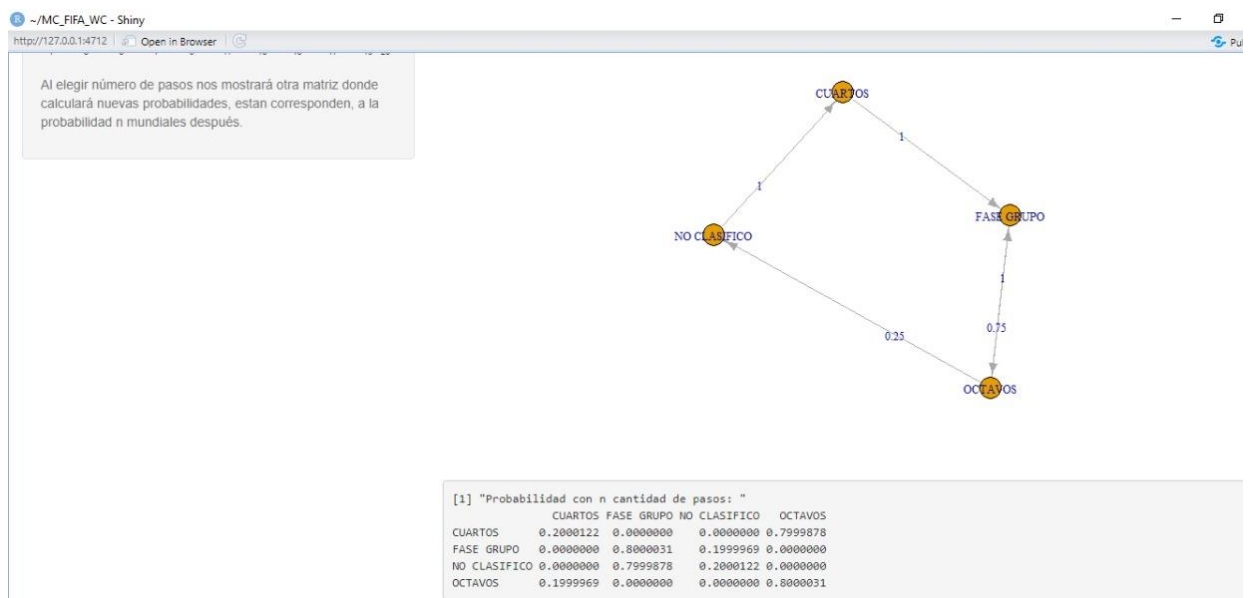 ~/MC_FIFA_WC - Shiny
http://127.0.0.1:4712 Open in Browser
Al elegir número de pasos nos mostrará otra matriz donde
calculará nuevas probabilidades, estan corresponden, a la
probabilidad n mundiales después.
CUARTOS
1
1
FASE GRUPO
NO CLASIFICO
1
0.75
0.25
OCTAVOS
[1] "Probabilidad con n cantidad de pasos: "
CUARTOS FASE GRUPO NO CLASIFICO OCTAVOS
CUARTOS 0.2000122 0.0000000 0.0000000 0.7999878
FASE GRUPO 0.0000000 0.8000031 0.1999969 0.0000000
NO CLASIFICO 0.0000000 0.7999878 0.2000122 0.0000000
OCTAVOS 0.1999969 0.0000000 0.0000000 0.8000031